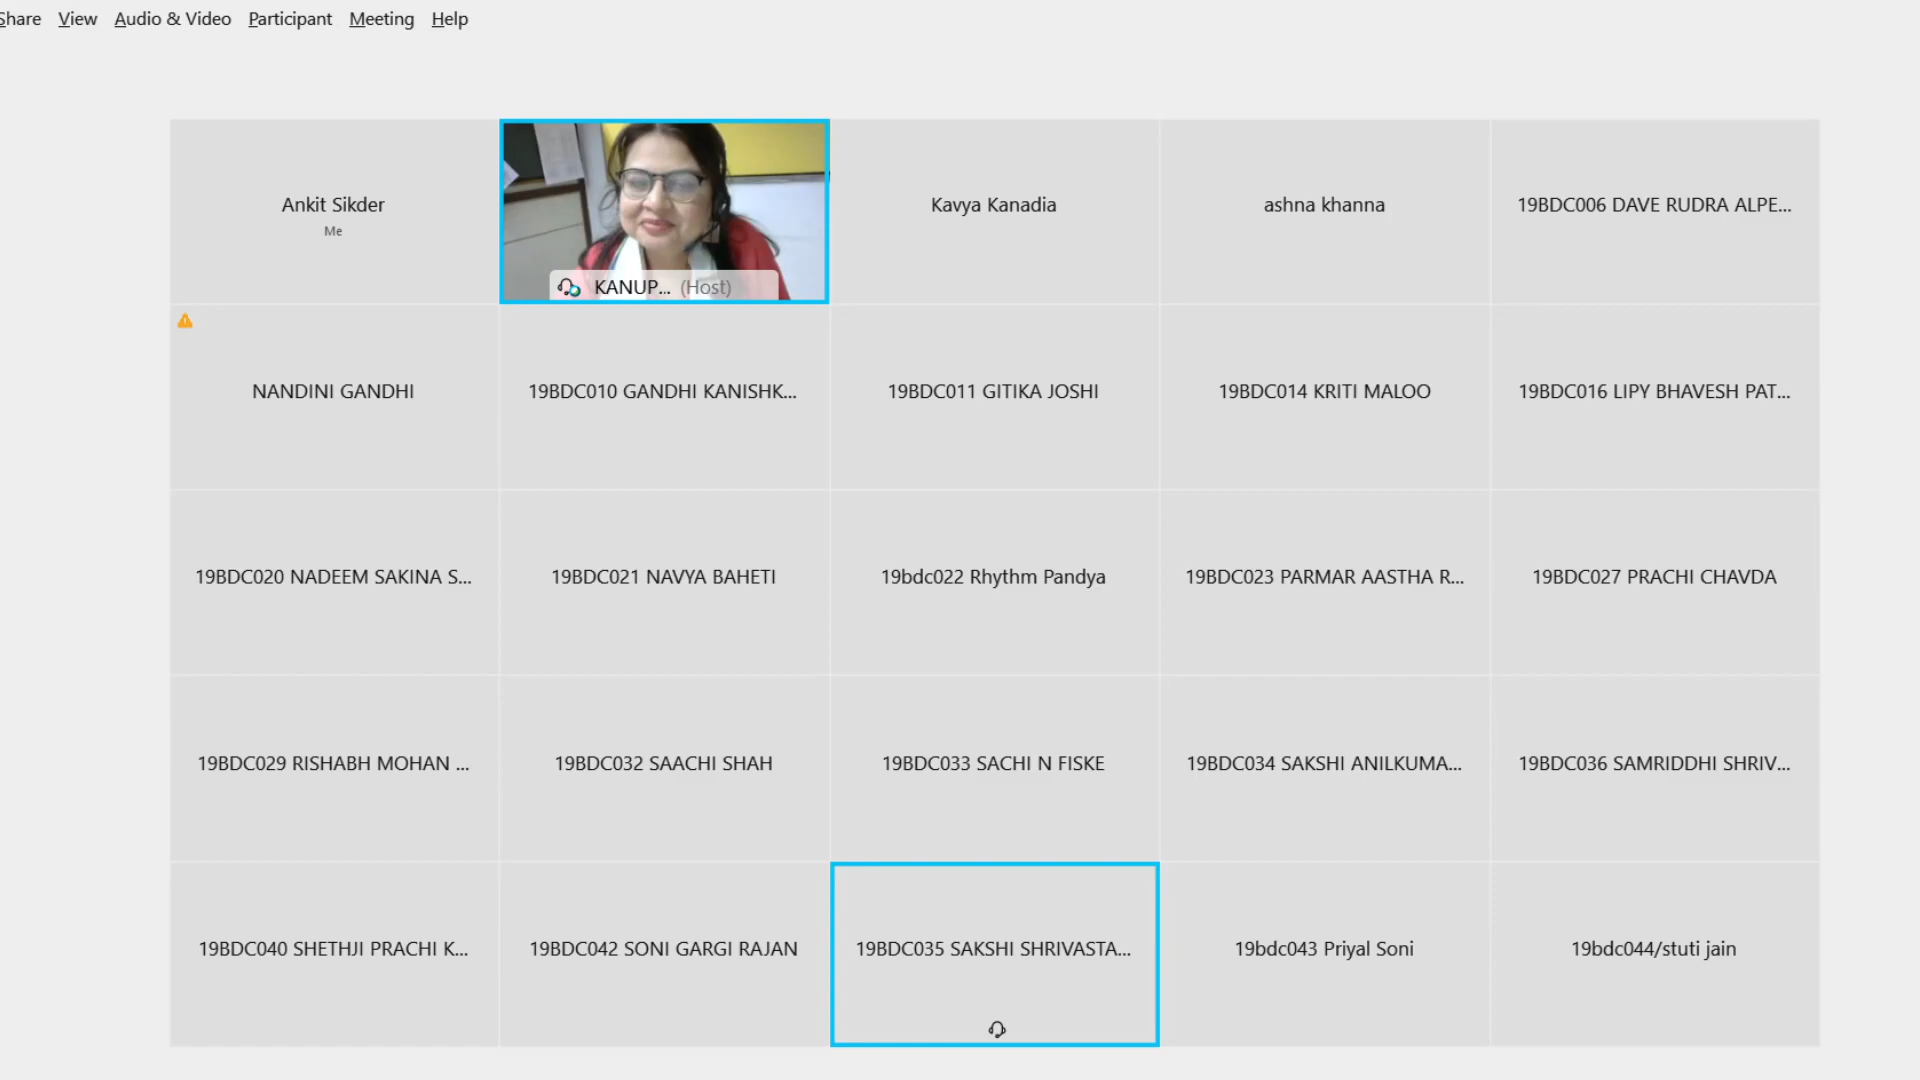 Share View Audio & Video Participant Meeting Help
Ankit Sikder
Me
KANUP... (Host)
Kavya Kanadia
ashna khanna
19BDC006 DAVE RUDRA ALPE...
NANDINI GANDHI
19BDC010 GANDHI KANISHK...
19BDC011 GITIKA JOSHI
19BDC014 KRITI MALOO
19BDC016 LIPY BHAVESH PAT...
19BDC020 NADEEM SAKINA S...
19BDC021 NAVYA BAHETI
19bdc022 Rhythm Pandya
19BDC023 PARMAR AASTHA R...
19BDC027 PRACHI CHAVDA
19BDC029 RISHABH MOHAN ...
19BDC032 SAACHI SHAH
19BDC033 SACHI N FISKE
19BDC034 SAKSHI ANILKUMA...
19BDC036 SAMRIDDHI SHRIV...
19BDC040 SHETHJI PRACHI K...
19BDC042 SONI GARGI RAJAN
19BDC035 SAKSHI SHRIVASTA...
19bdc043 Priyal Soni
19bdc044/stuti jain